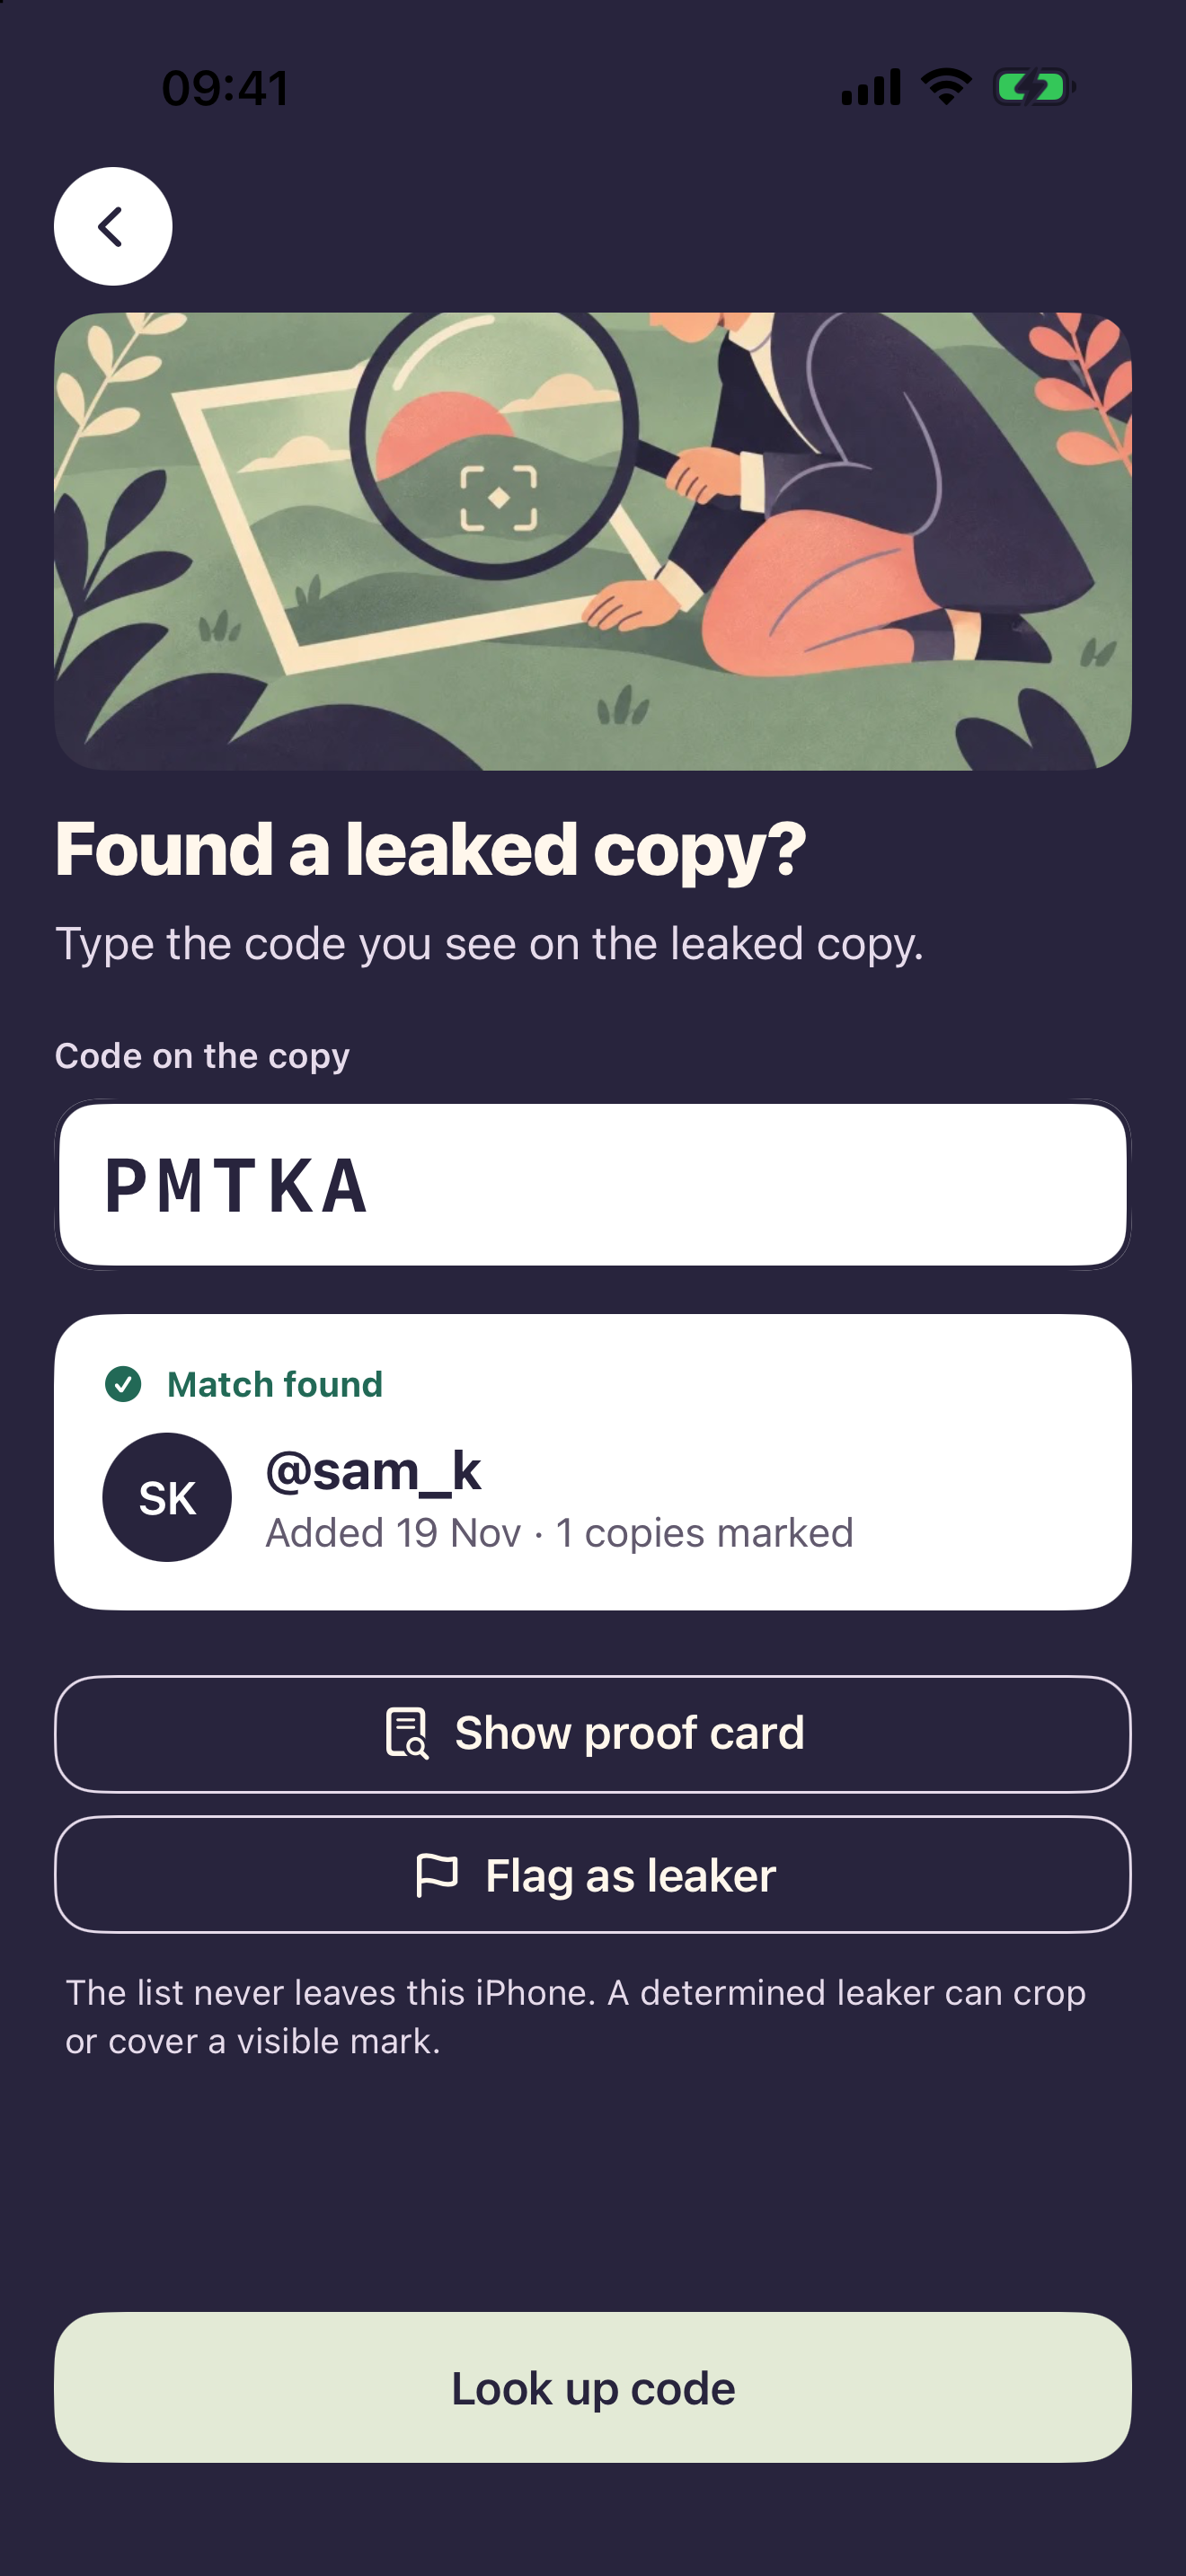 09:41
Found a leaked copy?
Type the code you see on the leaked copy.
Code on the copy
PMTKA
Match found
SK
@sam_k
Added 19 Nov · 1 copies marked
Show proof card
Flag as leaker
The list never leaves this iPhone. A determined leaker can crop
or cover a visible mark.
Look up code